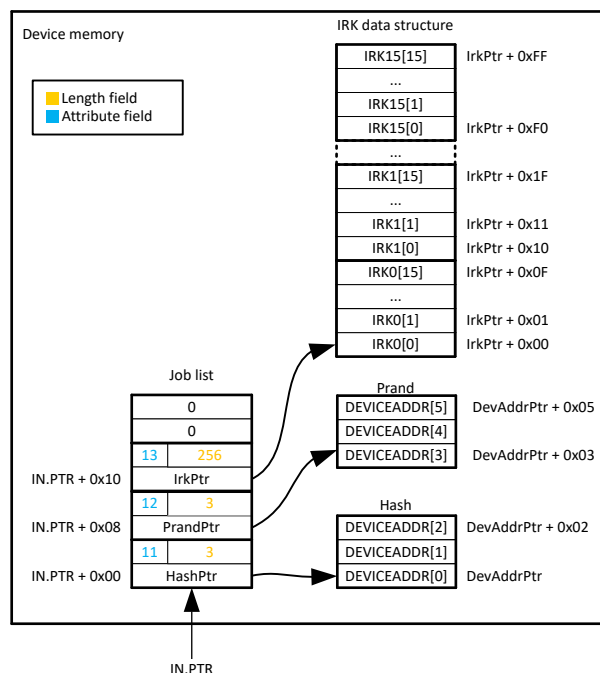 Device memory
IRK data structure
Length field
Attribute field
IRK15[15] IrkPtr + 0xFF
...
IRK15[1]
IRK15[0] IrkPtr + 0xF0
...
IRK1[15] IrkPtr + 0x1F
...
IRK1[1] IrkPtr + 0x11
IRK1[0] IrkPtr + 0x10
IRK0[15] IrkPtr + 0x0F
...
IRK0[1] IrkPtr + 0x01
IRK0[0] IrkPtr + 0x00
Job list
0
0
13 256
IN.PTR + 0x10 IrkPtr
12 3
IN.PTR + 0x08 PrandPtr
11 3
IN.PTR + 0x00 HashPtr
Prand
DEVICEADDR[5] DevAddrPtr + 0x05
DEVICEADDR[4]
DEVICEADDR[3] DevAddrPtr + 0x03
Hash
DEVICEADDR[2] DevAddrPtr + 0x02
DEVICEADDR[1]
DEVICEADDR[0] DevAddrPtr
IN.PTR